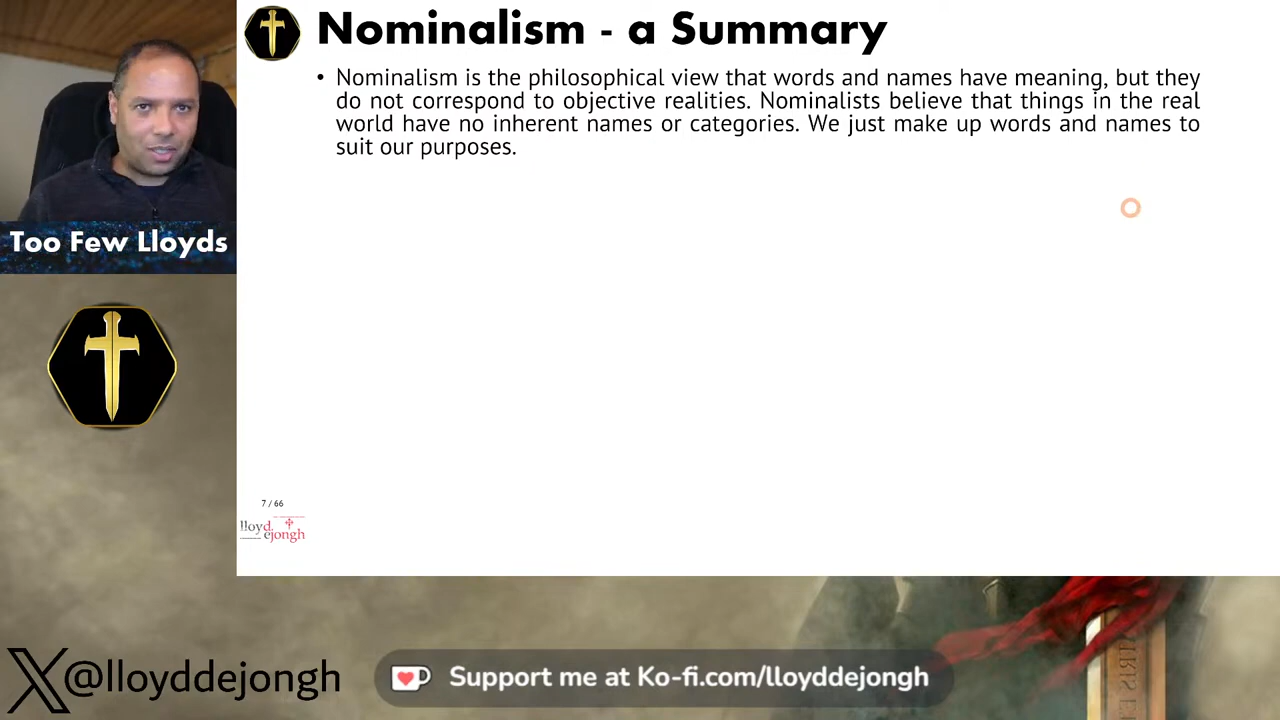 Nominalism - a Summary
• Nominalism is the philosophical view that words and names have meaning, but they
do not correspond to objective realities. Nominalists believe that things in the real
world have no inherent names or categories. We just make up words and names to
suit our purposes.
Too Few Lloyds
7 / 66
lloyd
ejongh
@lloyddejongh
Support me at Ko-fi.com/lloyddejongh